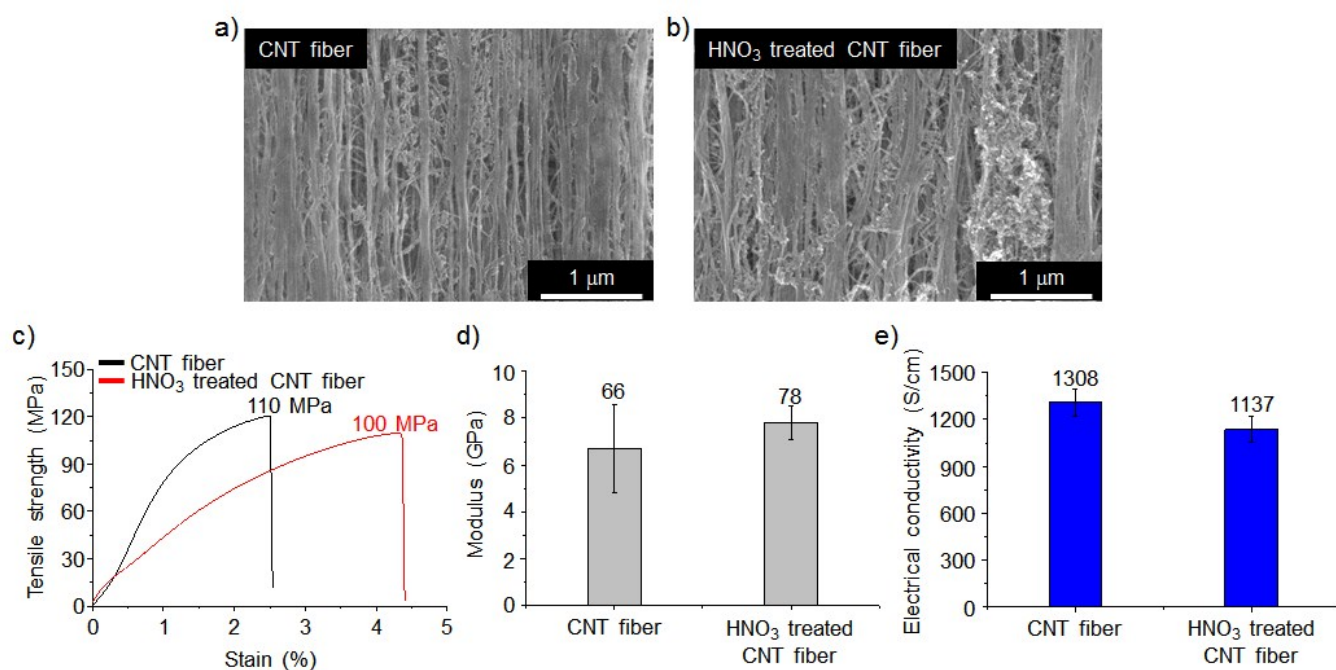 a)
CNT fiber
1 μm
b)
HNO₃ treated CNT fiber
1 μm
c)
CNT fiber
HNO₃ treated CNT fiber
110 MPa
100 MPa
Tensile strength (MPa)
150
120
90
60
30
0
0 1 2 3 4 5
Stain (%)
d)
Modulus (GPa)
10
8
6
4
2
0
66
78
CNT fiber
HNO₃ treated
CNT fiber
e)
Electrical conductivity (S/cm)
1500
1200
900
600
300
0
1308
1137
CNT fiber
HNO₃ treated
CNT fiber